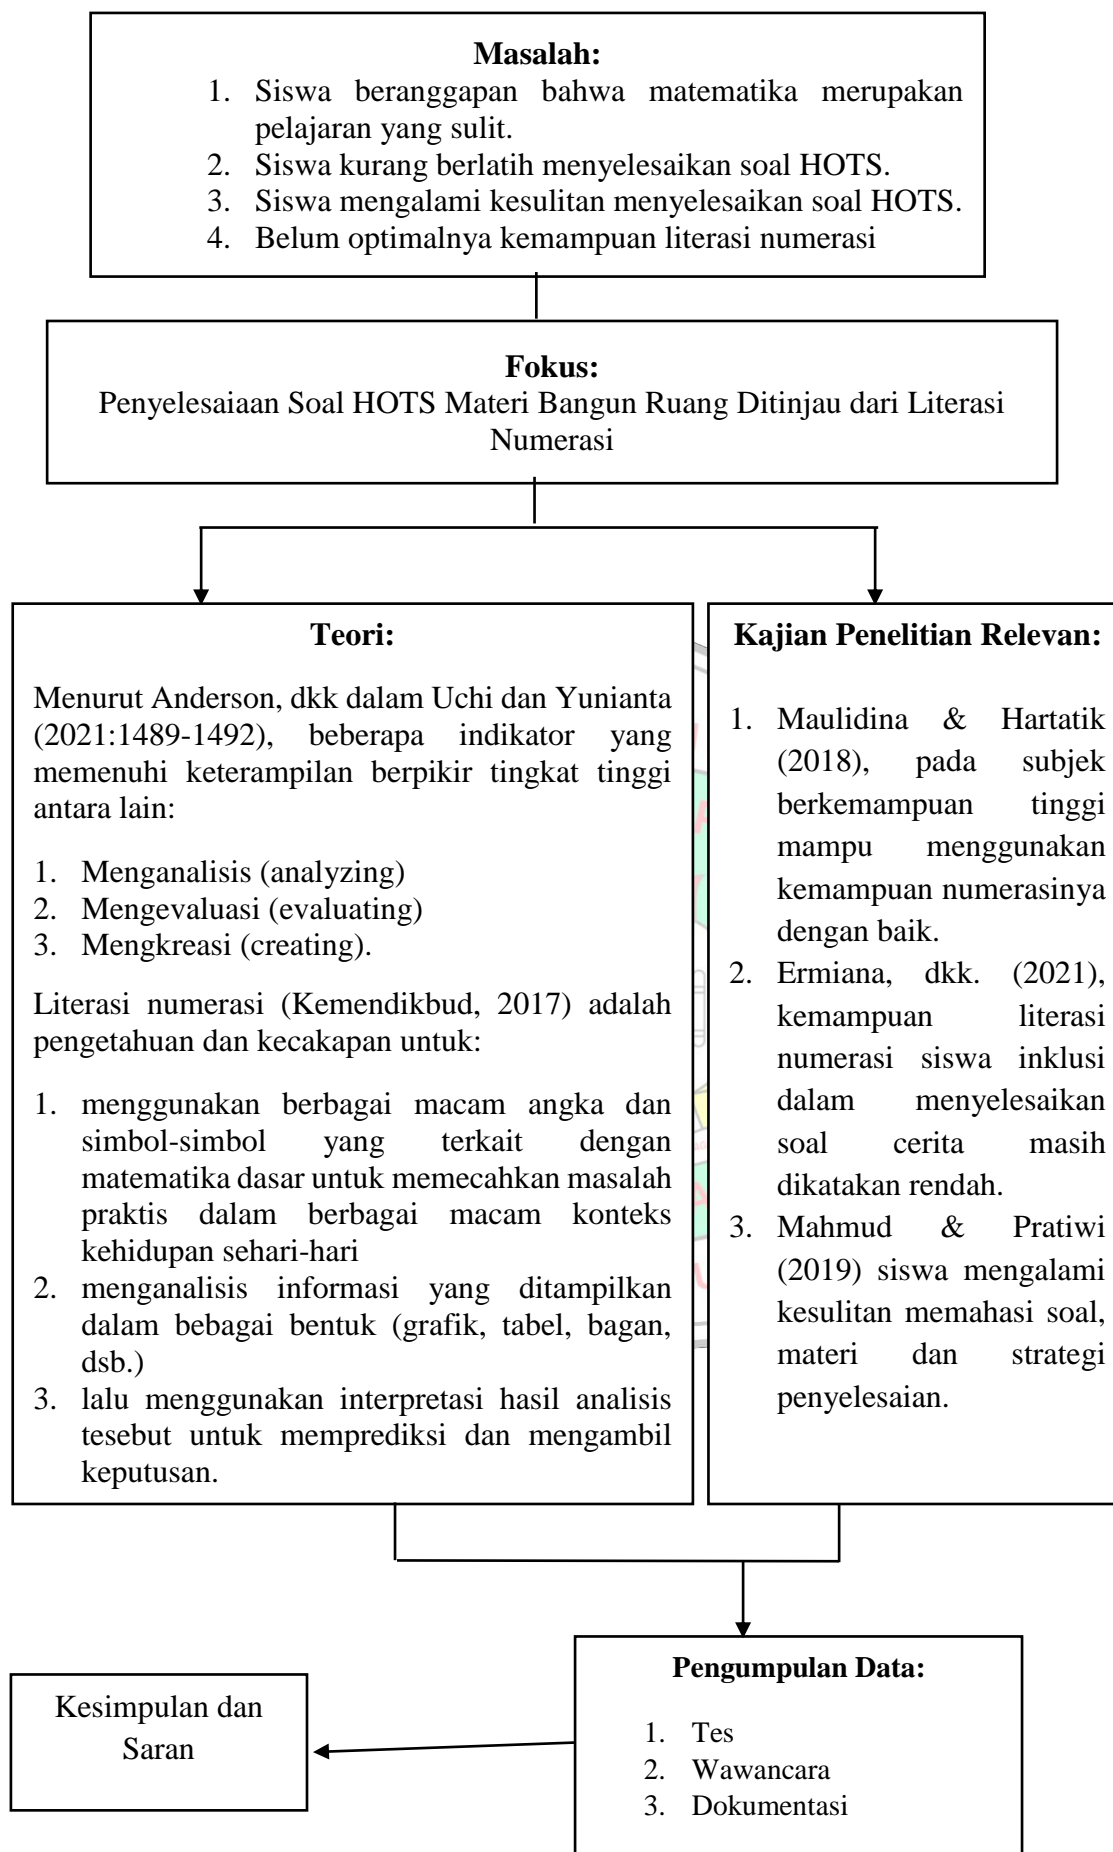 Masalah:
1. Siswa beranggapan bahwa matematika merupakan
pelajaran yang sulit.
2. Siswa kurang berlatih menyelesaikan soal HOTS.
3. Siswa mengalami kesulitan menyelesaikan soal HOTS.
4. Belum optimalnya kemampuan literasi numerasi
Fokus:
Penyelesaiaan Soal HOTS Materi Bangun Ruang Ditinjau dari Literasi
Numerasi
Teori:
Menurut Anderson, dkk dalam Uchi dan Yunianta
(2021:1489-1492), beberapa indikator yang
memenuhi keterampilan berpikir tingkat tinggi
antara lain:
1. Menganalisis (analyzing)
2. Mengevaluasi (evaluating)
3. Mengkreasi (creating).
Literasi numerasi (Kemendikbud, 2017) adalah
pengetahuan dan kecakapan untuk:
1. menggunakan berbagai macam angka dan
simbol-simbol yang terkait dengan
matematika dasar untuk memecahkan masalah
praktis dalam berbagai macam konteks
kehidupan sehari-hari
2. menganalisis informasi yang ditampilkan
dalam bebagai bentuk (grafik, tabel, bagan,
dsb.)
3. lalu menggunakan interpretasi hasil analisis
tesebut untuk memprediksi dan mengambil
keputusan.
Kajian Penelitian Relevan:
1. Maulidina & Hartatik
(2018), pada subjek
berkemampuan tinggi
mampu menggunakan
kemampuan numerasinya
dengan baik.
2. Ermiana, dkk. (2021),
kemampuan literasi
numerasi siswa inklusi
dalam menyelesaikan
soal cerita masih
dikatakan rendah.
3. Mahmud & Pratiwi
(2019) siswa mengalami
kesulitan memahasi soal,
materi dan strategi
penyelesaian.
Pengumpulan Data:
1. Tes
2. Wawancara
3. Dokumentasi
Kesimpulan dan
Saran